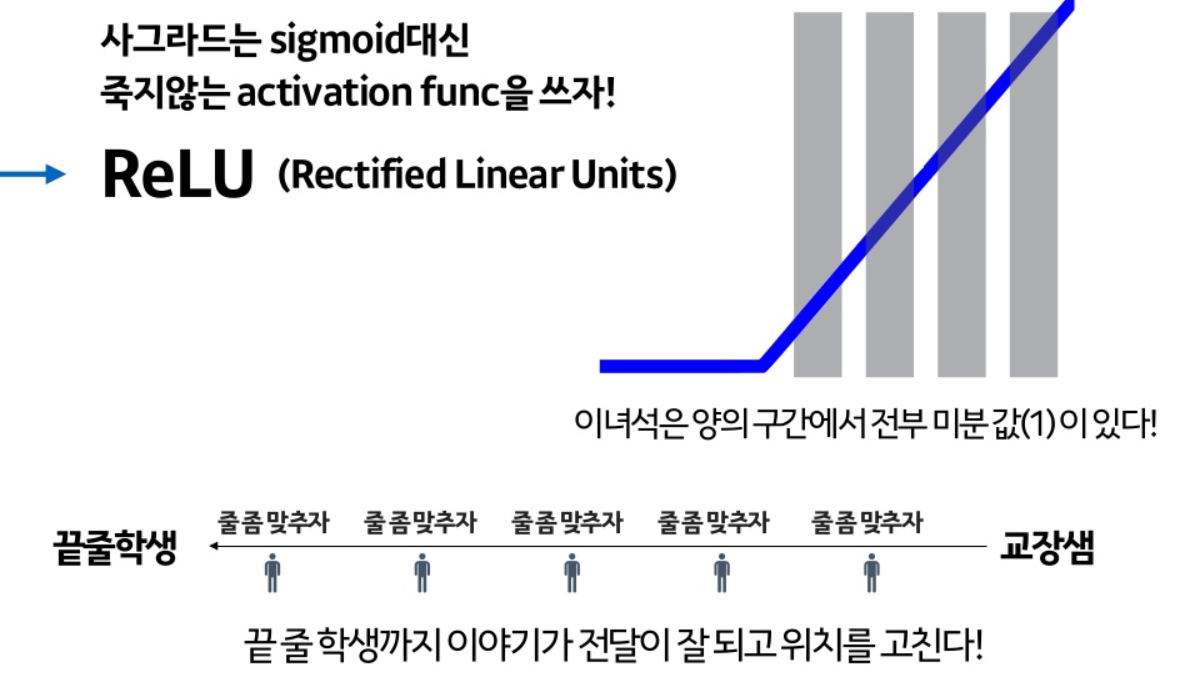 사그라드는 sigmoid대신
죽지않는 activation func을 쓰자!
ReLU (Rectified Linear Units)
이녀석은 양의 구간에서 전부 미분 값(1)이 있다!
줄 좀 맞추자 줄 좀 맞추자 줄 좀 맞추자 줄 좀 맞추자 줄 좀 맞추자
끝줄학생 교장샘
끝 줄 학생까지 이야기가 전달이 잘 되고 위치를 고친다!